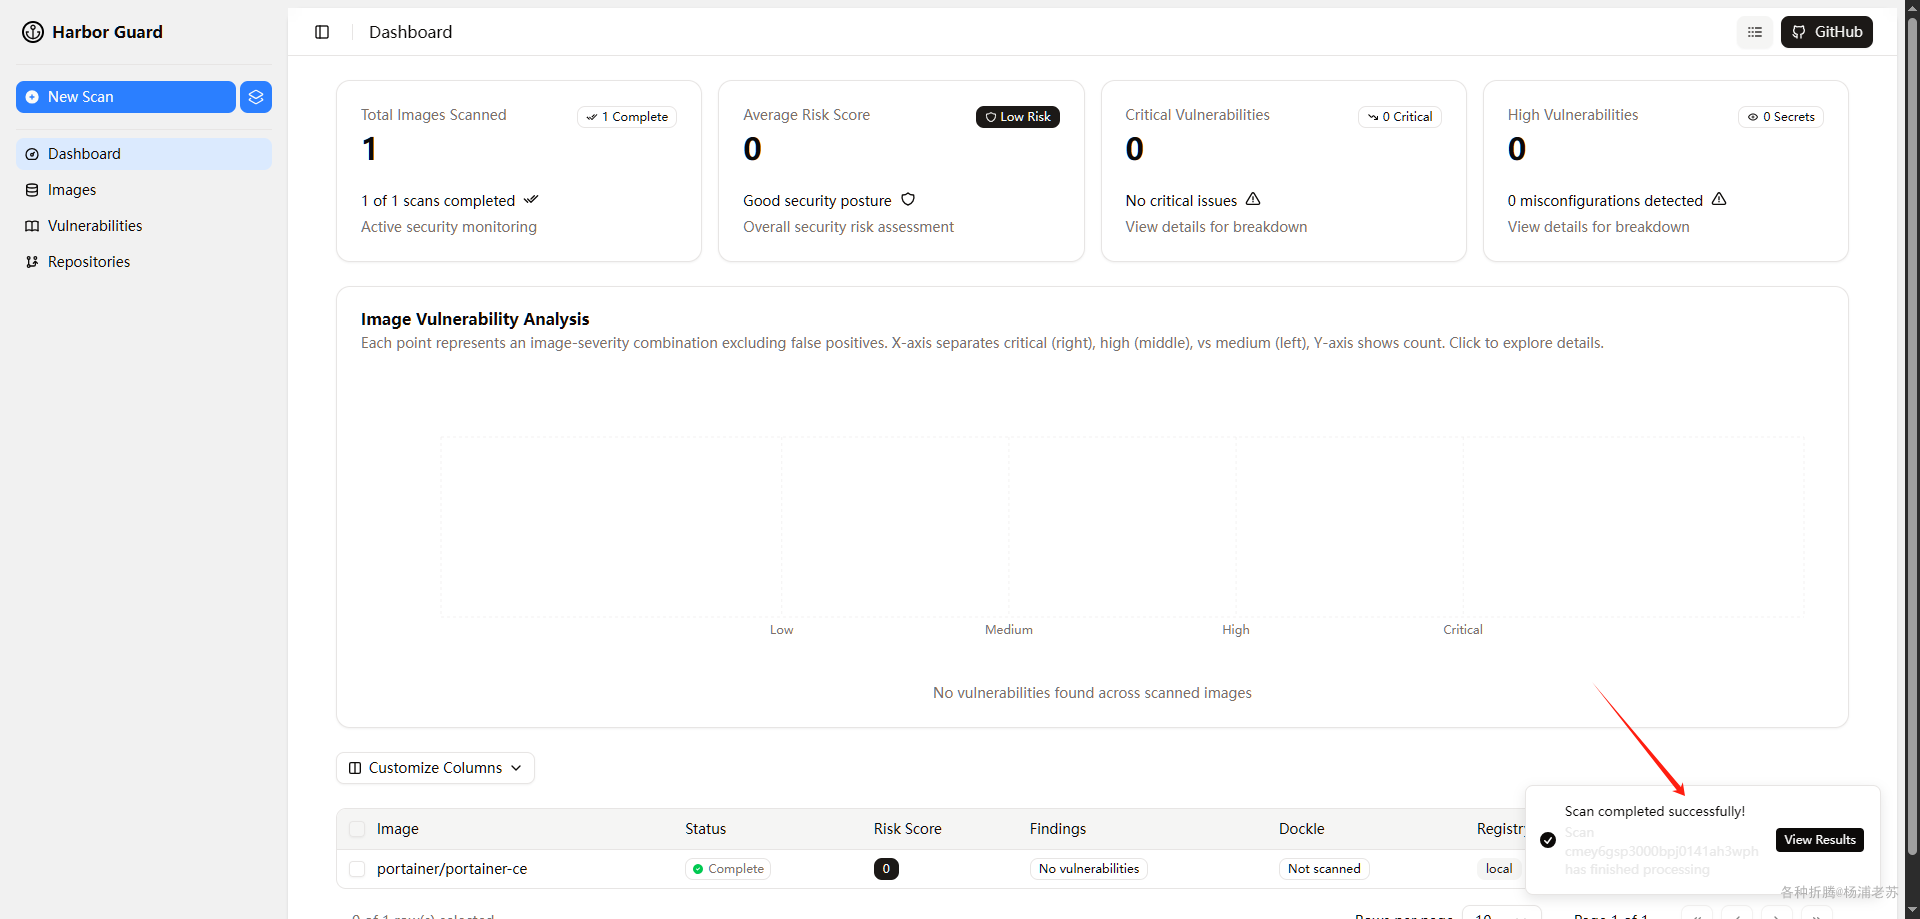 Harbor Guard
Dashboard
GitHub
New Scan
Dashboard
Images
Vulnerabilities
Repositories
Total Images Scanned
1 Complete
1
1 of 1 scans completed
Active security monitoring
Average Risk Score
Low Risk
0
Good security posture
Overall security risk assessment
Critical Vulnerabilities
0 Critical
0
No critical issues
View details for breakdown
High Vulnerabilities
0 Secrets
0
0 misconfigurations detected
View details for breakdown
Image Vulnerability Analysis
Each point represents an image-severity combination excluding false positives. X-axis separates critical (right), high (middle), vs medium (left), Y-axis shows count. Click to explore details.
Low Medium High Critical
No vulnerabilities found across scanned images
Customize Columns
Image Status Risk Score Findings Dockle Registry
portainer/portainer-ce Complete 0 No vulnerabilities Not scanned local
Scan completed successfully!
Scan
cmey6gsp3000bpj0141ah3wph
has finished processing
View Results
各种折腾@杨浦老苏
0 of 1 row(s) selected
Rows per page 10 Page 1 of 1